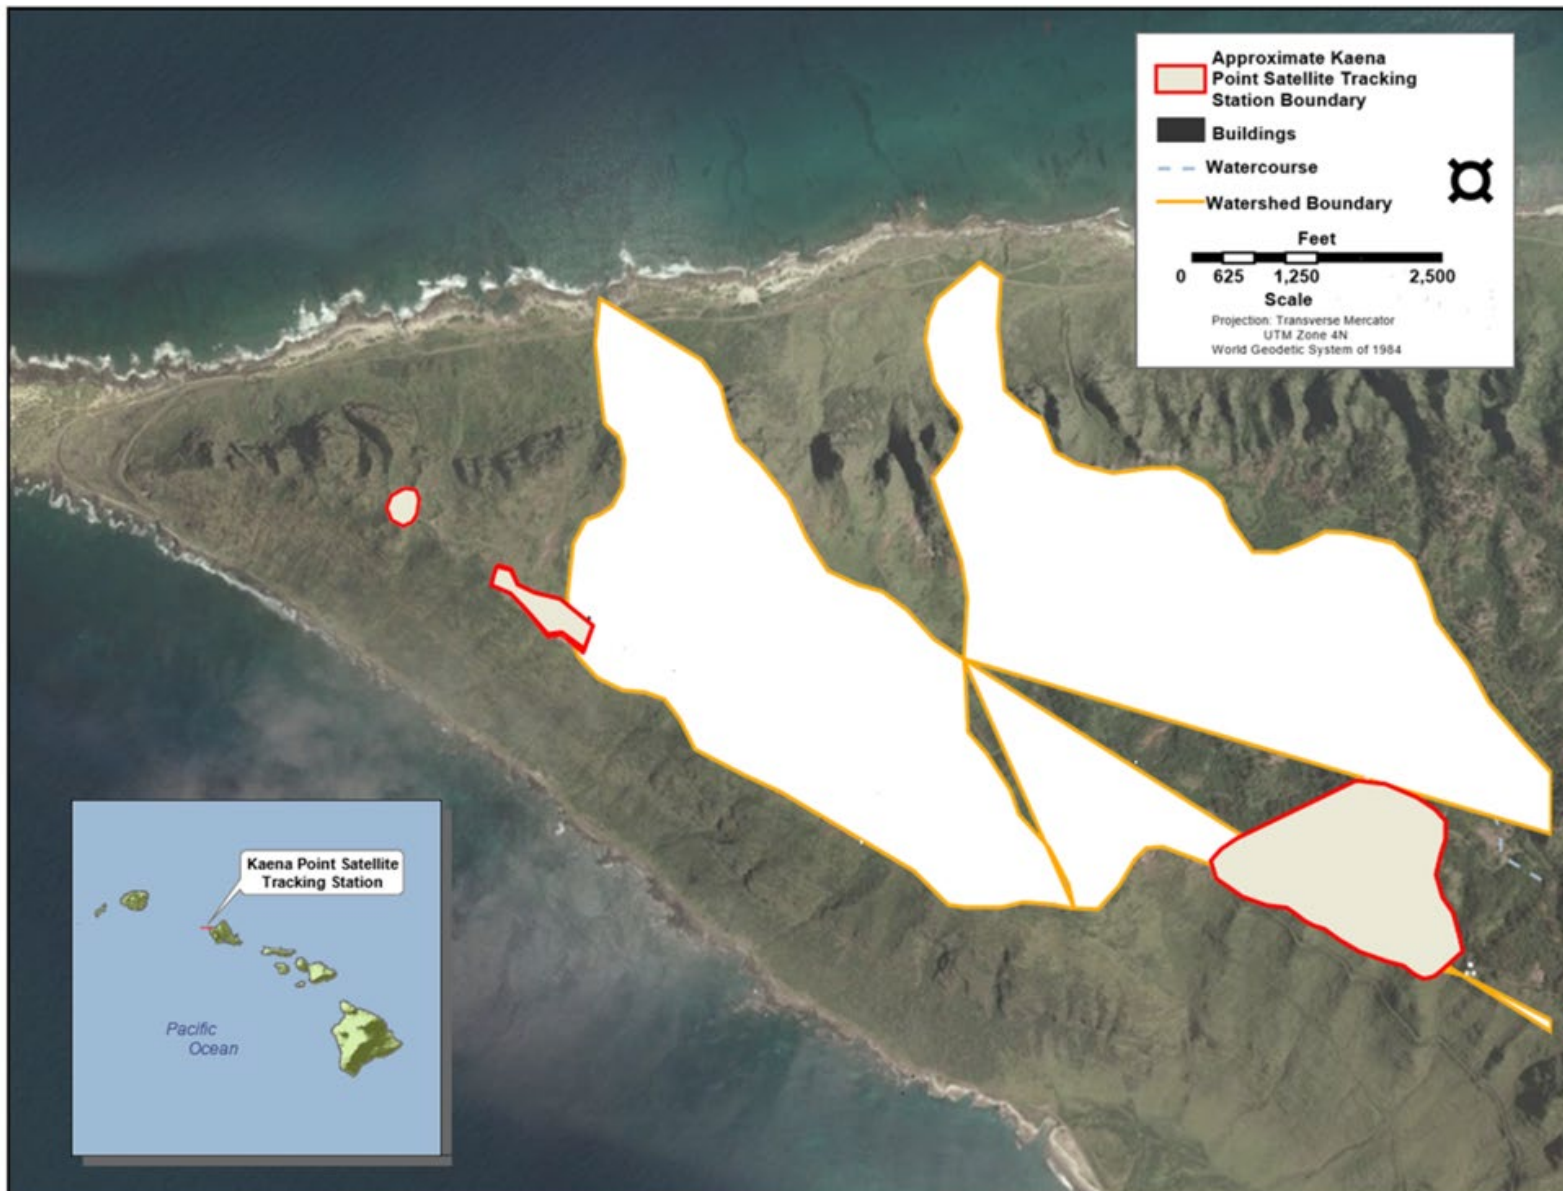 Approximate Kaena
Point Satellite Tracking
Station Boundary
Buildings
Watercourse
Watershed Boundary
Feet
0 625 1,250 2,500
Scale
Projection: Transverse Mercator
UTM Zone 4N
World Geodetic System of 1984
Kaena Point Satellite
Tracking Station
Pacific
Ocean